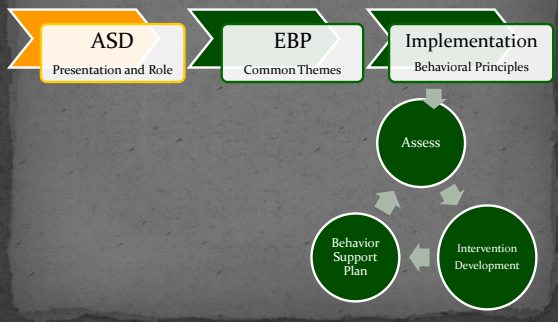 ASD
Presentation and Role
EBP
Common Themes
Implementation
Behavioral Principles
Assess
Intervention
Development
Behavior
Support
Plan